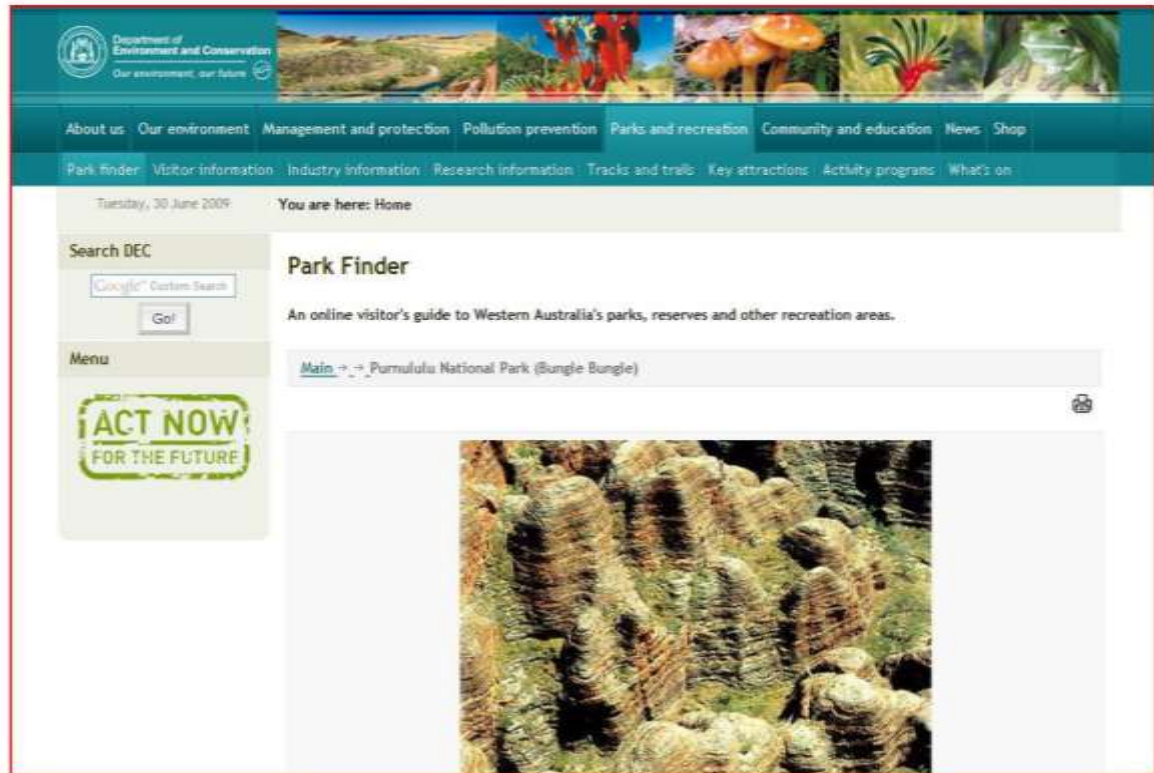 Department of
Environment and Conservation
Our environment, our future
About us Our environment Management and protection Pollution prevention Parks and recreation Community and education News Shop
Park finder Visitor information Industry information Research information Tracks and trails Key attractions Activity programs What's on
Tuesday, 30 June 2009 You are here: Home
Search DEC
Google™ Custom Search
Go!
Menu
ACT NOW
FOR THE FUTURE
Park Finder
An online visitor's guide to Western Australia's parks, reserves and other recreation areas.
Main → → Purnululu National Park (Bungle Bungle)